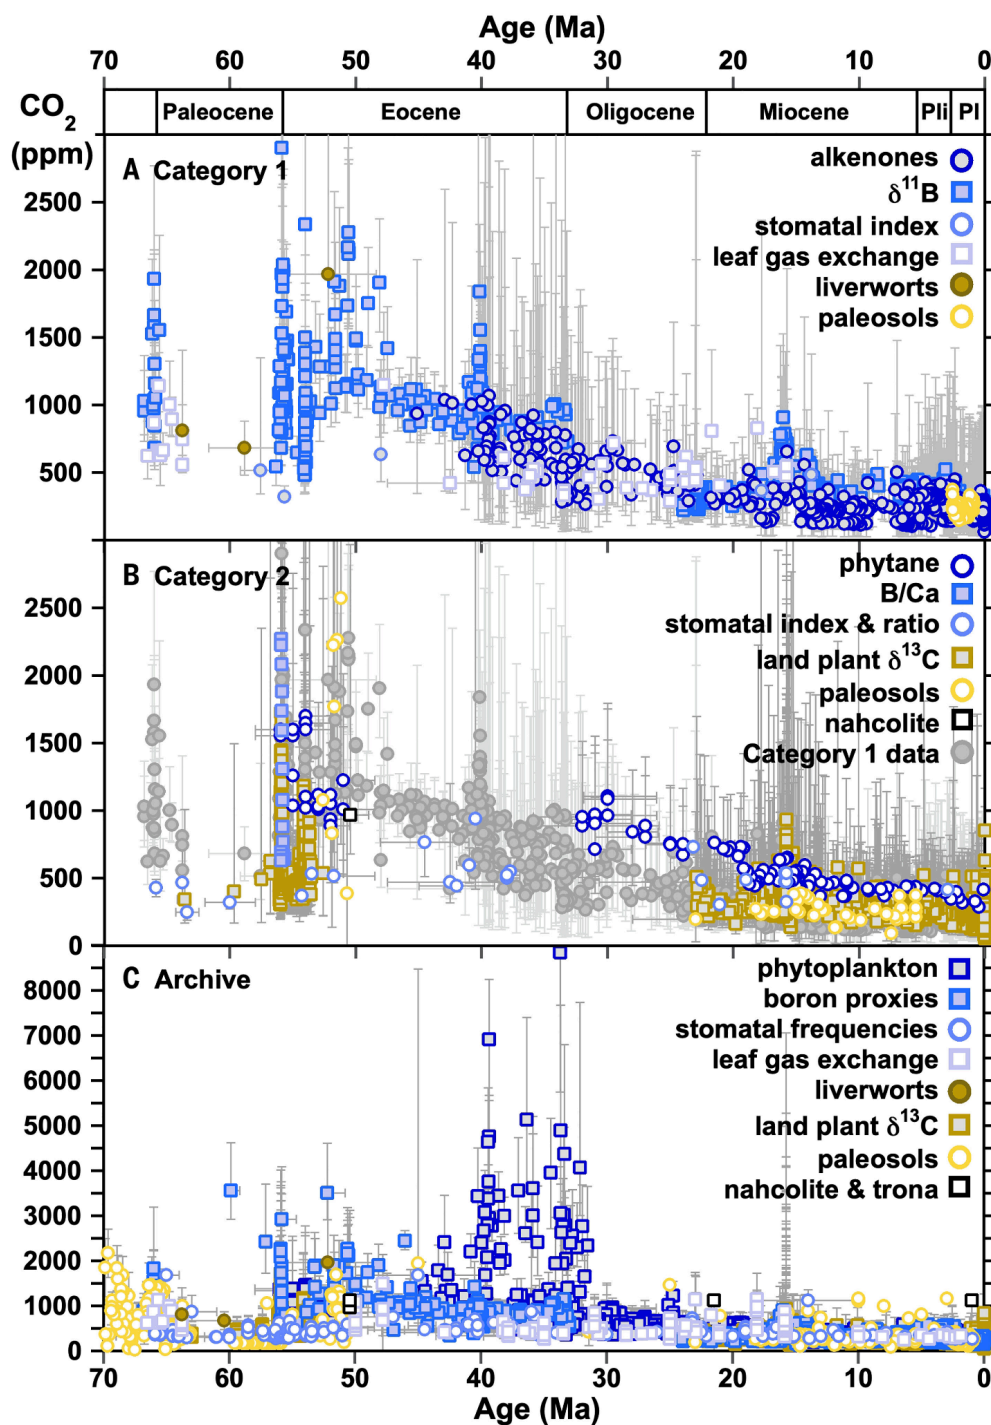 Age (Ma)
70 60 50 40 30 20 10 0
CO2 Paleocene Eocene Oligocene Miocene Pli Pl
(ppm)
A Category 1
alkenones
δ11B
stomatal index
leaf gas exchange
liverworts
paleosols
2500
2000
1500
1000
500
B Category 2
phytane
B/Ca
stomatal index & ratio
land plant δ13C
paleosols
nahcolite
Category 1 data
2500
2000
1500
1000
500
0
C Archive
phytoplankton
boron proxies
stomatal frequencies
leaf gas exchange
liverworts
land plant δ13C
paleosols
nahcolite & trona
8000
7000
6000
5000
4000
3000
2000
1000
0
70 60 50 40 30 20 10 0
Age (Ma)